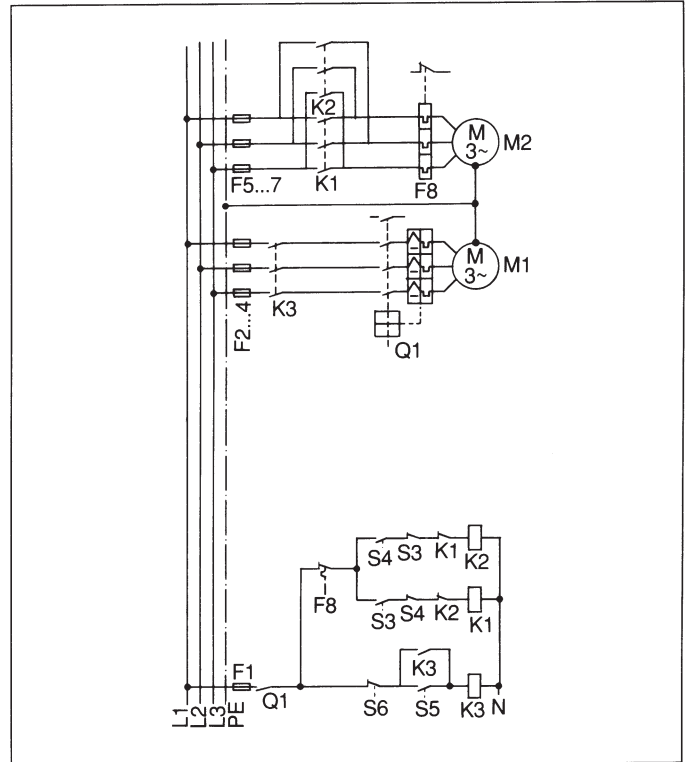 K2
M
3~
M2
F5...7
K1
F8
M
3~
M1
F2...4
K3
Q1
S4
S3
K1
K2
F8
S3
S4
K2
K1
F1
Q1
K3
S6
S5
K3
N
L1
L2
L3
PE